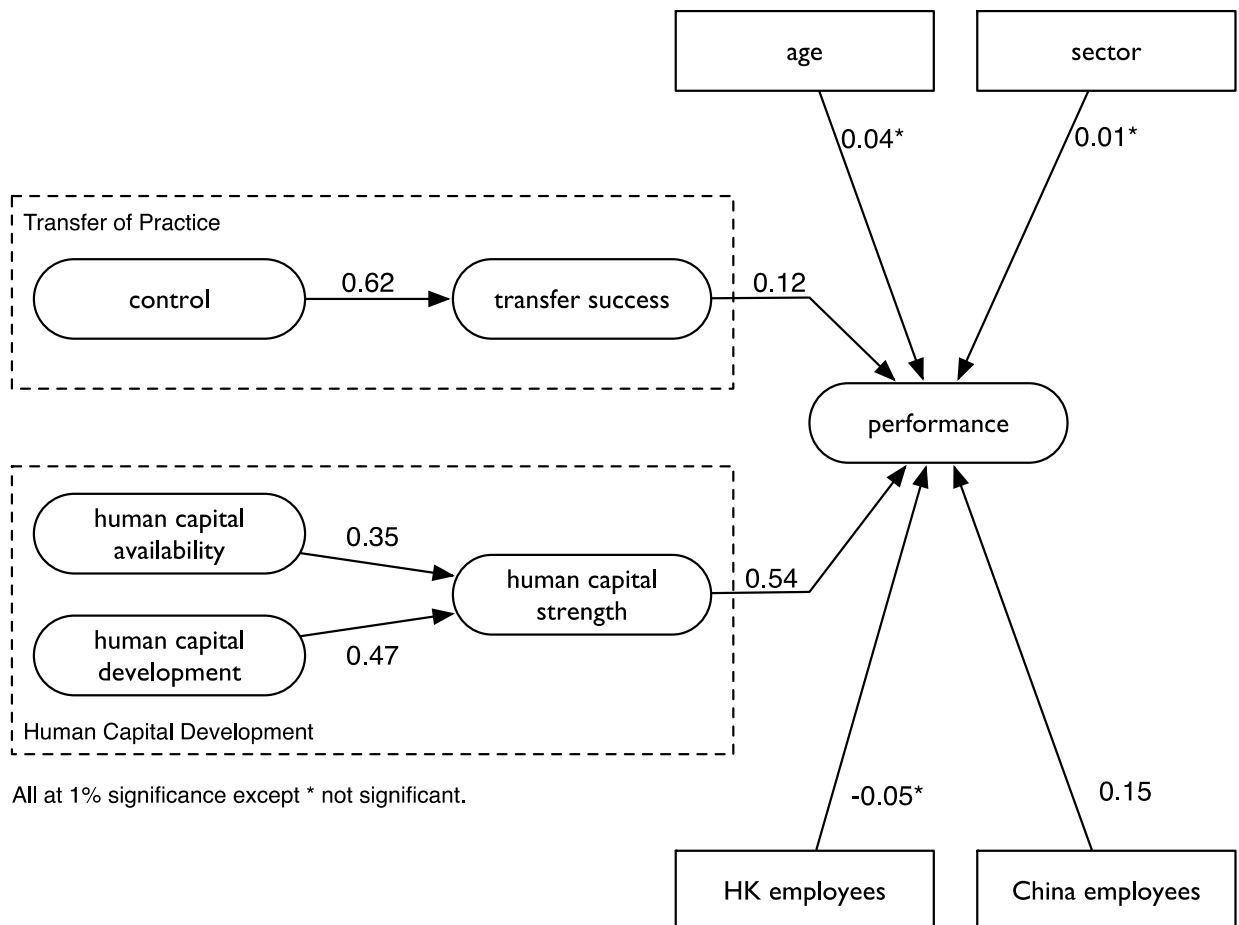 age
sector
0.04*
0.01*
Transfer of Practice
control
0.62
transfer success
0.12
performance
human capital
availability
0.35
human capital
strength
0.54
human capital
development
0.47
Human Capital Development
All at 1% significance except * not significant.
-0.05*
0.15
HK employees
China employees